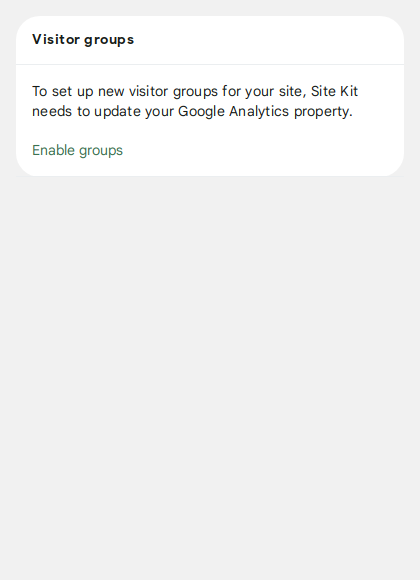 Visitor groups
To set up new visitor groups for your site, Site Kit
needs to update your Google Analytics property.
Enable groups